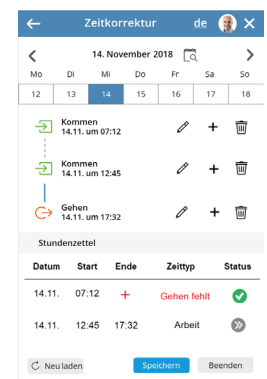 Zeitkorrektur de
14. November 2018
Mo Di Mi Do Fr Sa So
12 13 14 15 16 17 18
Kommen
14.11. um 07:12
Kommen
14.11. um 12:45
Gehen
14.11. um 17:32
Stundenzettel
Datum Start Ende Zeittyp Status
14.11. 07:12 + Gehen fehlt
14.11. 12:45 17:32 Arbeit
Neu laden Speichern Beenden